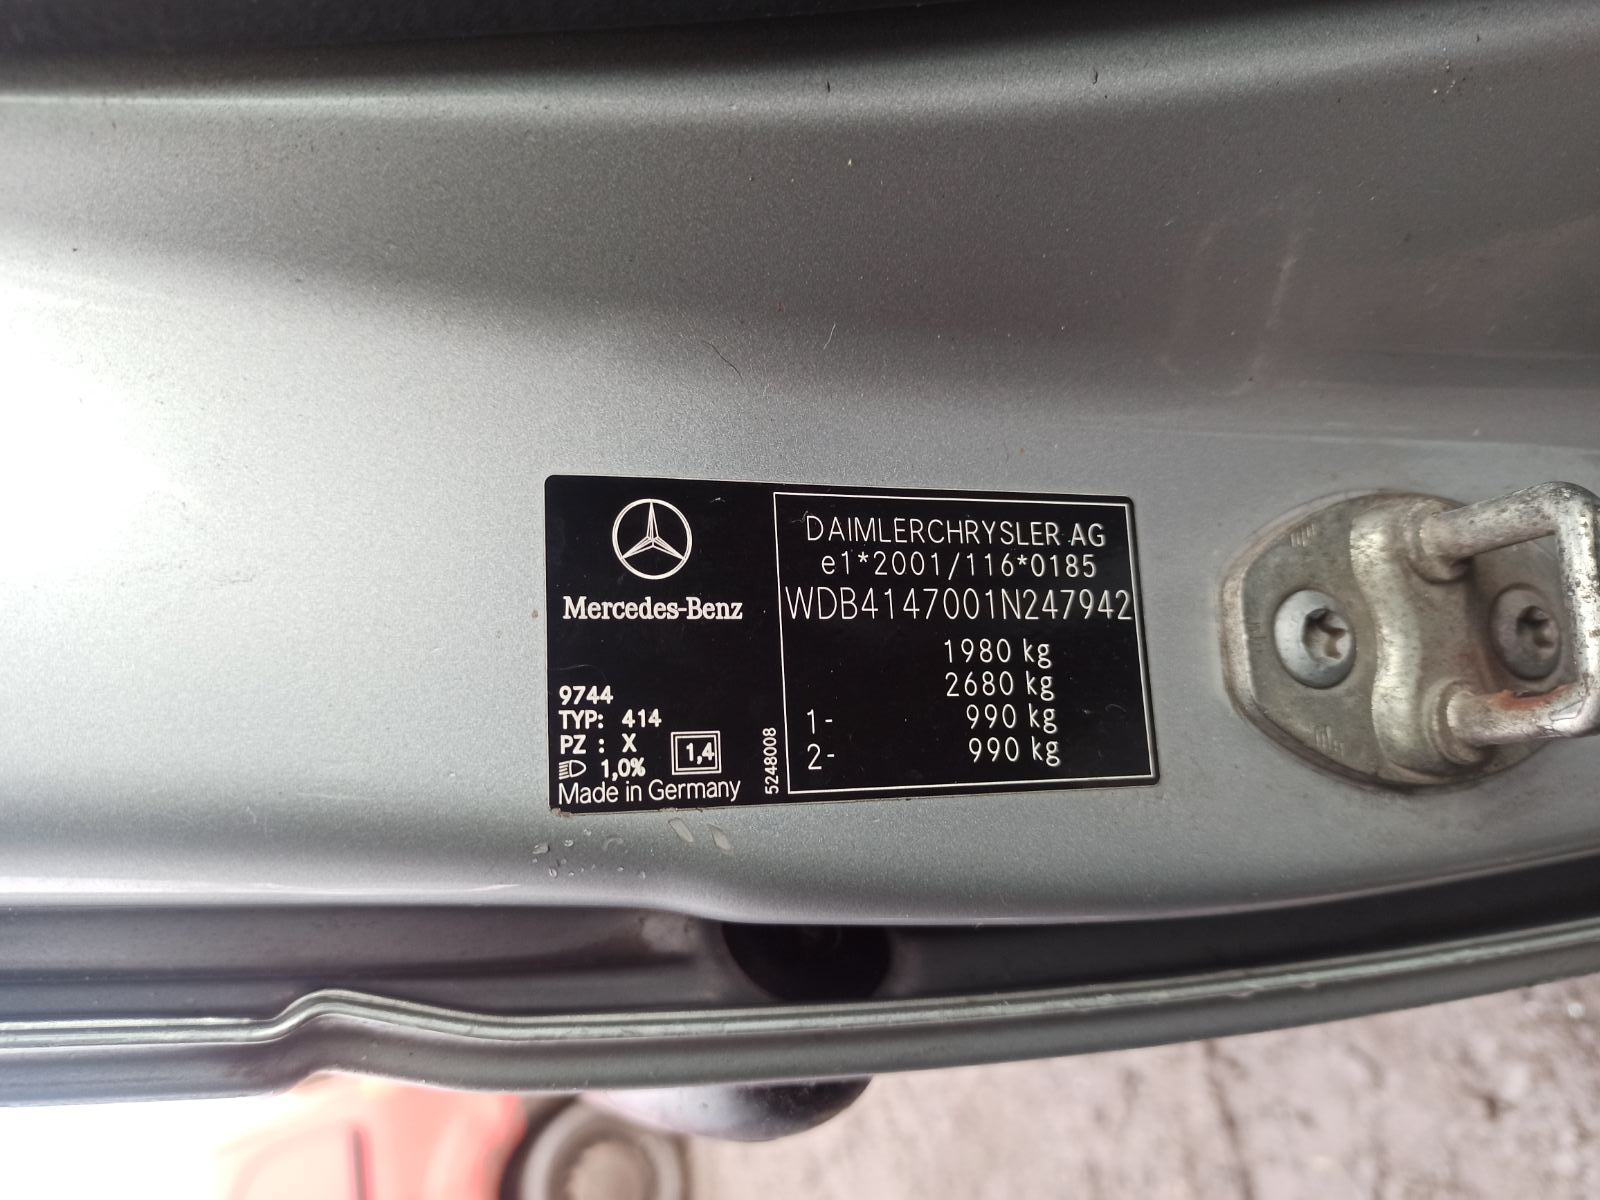 Mercedes-Benz
9744
TYP: 414
PZ : X
1,0%
1,4
Made in Germany
5248008
DAIMLERCHRYSLER AG
e1*2001/116*0185
WDB4147001N247942
1980 kg
2680 kg
1- 990 kg
2- 990 kg